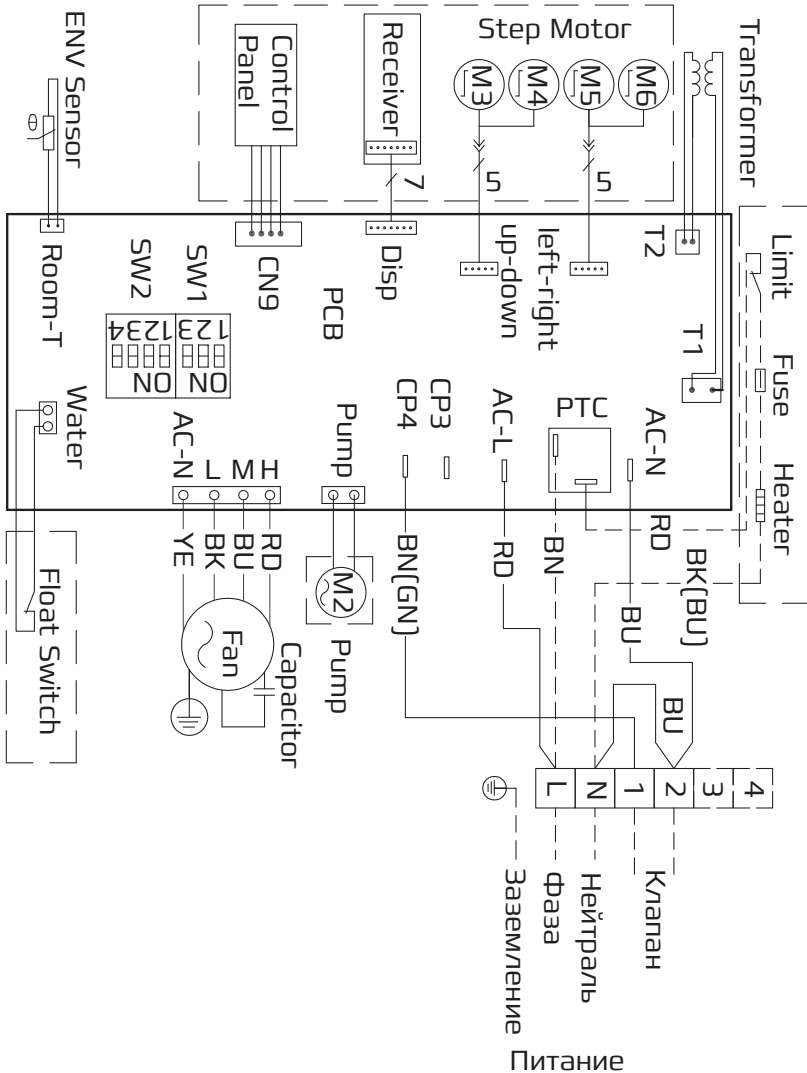 Transformer
Step Motor
M3
M4
M5
M6
5
5
Receiver
7
Control
Panel
ENV Sensor
θ
Limit
Fuse
Heater
T2
T1
left-right
up-down
Disp
CN9
PCB
SW1
SW2
123
1234
ON
ON
Room-T
Water
AC-N
L
M
H
Pump
CP4
CP3
AC-L
PTC
AC-N
YE
BK
BU
RD
BN(GN)
RD
BN
RD
BU
BK(BU)
BU
M2
Pump
Fan
Capacitor
Float Switch
L
N
1
2
3
4
Заземление
Фаза
Нейтраль
Клапан
Питание